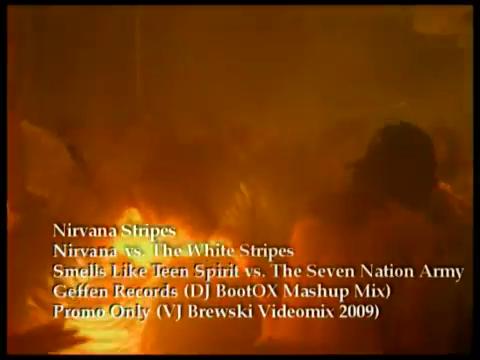 Nirvana Stripes
Nirvana vs. The White Stripes
Smells Like Teen Spirit vs. The Seven Nation Army
Geffen Records (DJ BootOX Mashup Mix)
Promo Only (VJ Brewski Videomix 2009)